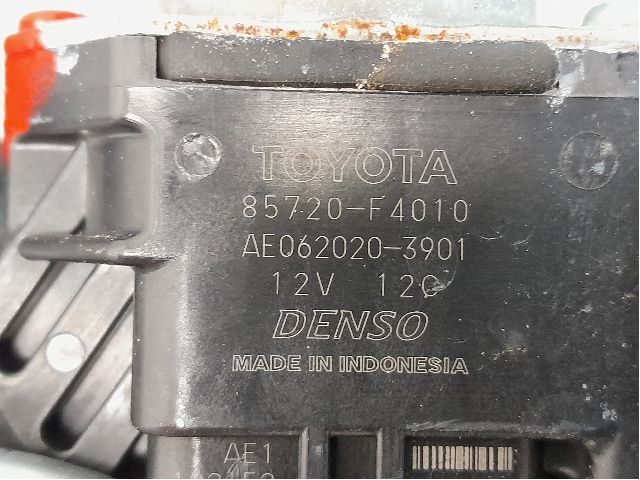 TOYOTA
85720-F4010
AE062020-3901
12V 12C
DENSO
MADE IN INDONESIA
AE1